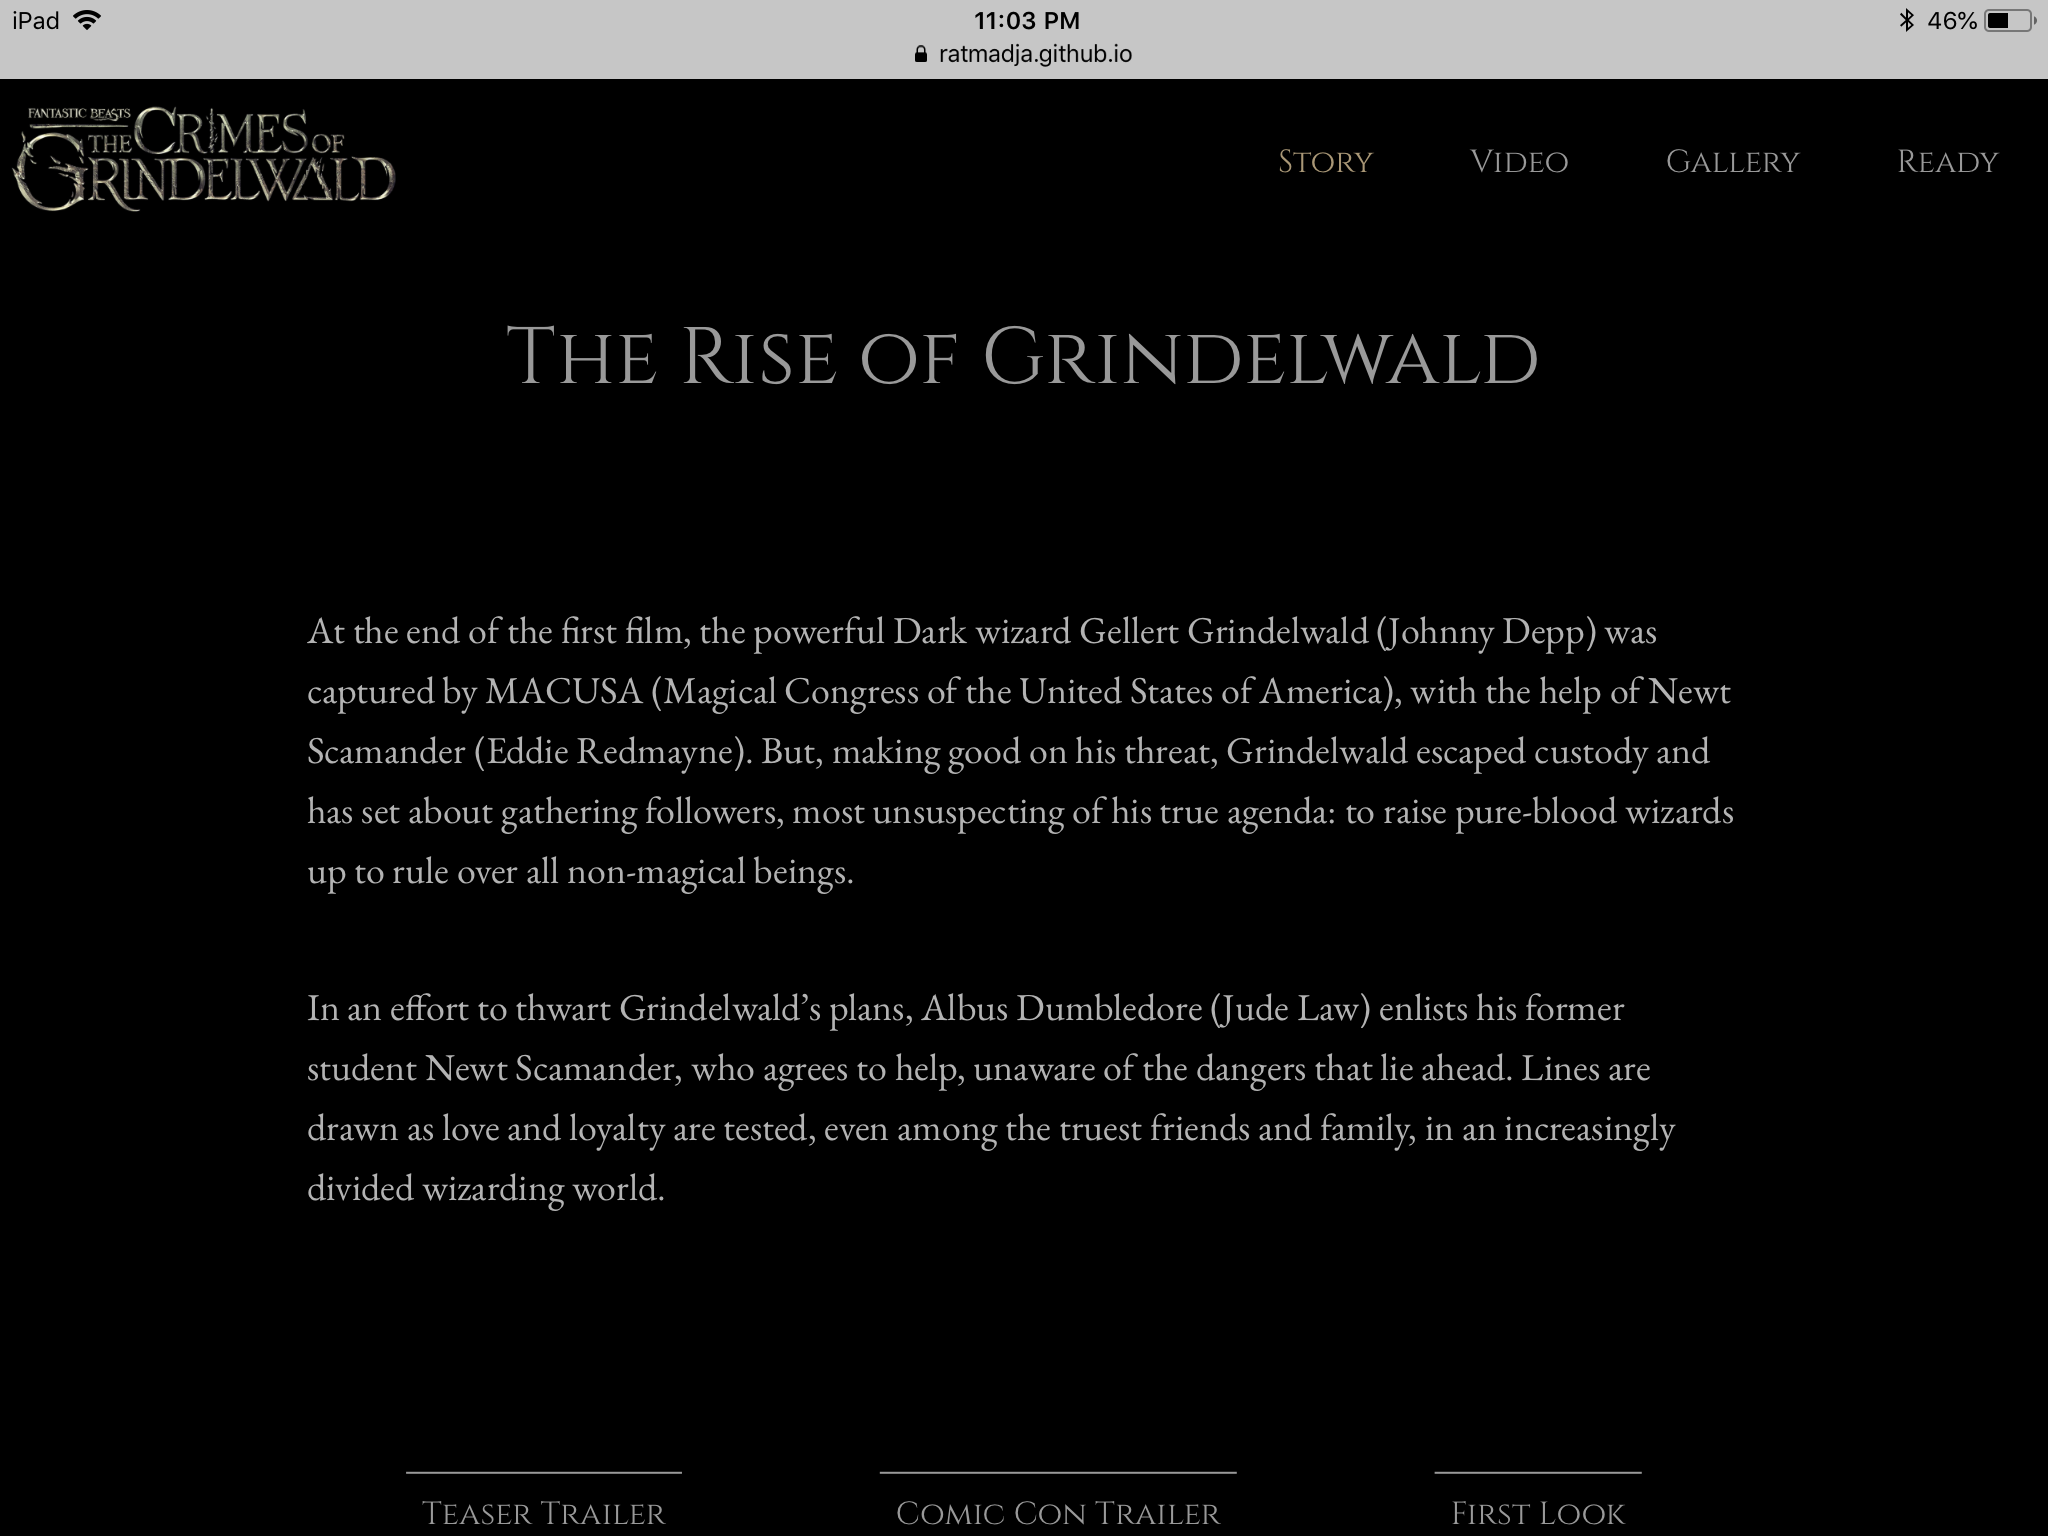 iPad
11:03 PM
46%
ratmadja.github.io
FANTASTIC BEASTS
THE CRIMES OF
GRINDELWALD
STORY VIDEO GALLERY READY
THE RISE OF GRINDELWALD
At the end of the first film, the powerful Dark wizard Gellert Grindelwald (Johnny Depp) was
captured by MACUSA (Magical Congress of the United States of America), with the help of Newt
Scamander (Eddie Redmayne). But, making good on his threat, Grindelwald escaped custody and
has set about gathering followers, most unsuspecting of his true agenda: to raise pure-blood wizards
up to rule over all non-magical beings.
In an effort to thwart Grindelwald’s plans, Albus Dumbledore (Jude Law) enlists his former
student Newt Scamander, who agrees to help, unaware of the dangers that lie ahead. Lines are
drawn as love and loyalty are tested, even among the truest friends and family, in an increasingly
divided wizarding world.
TEASER TRAILER COMIC CON TRAILER FIRST LOOK